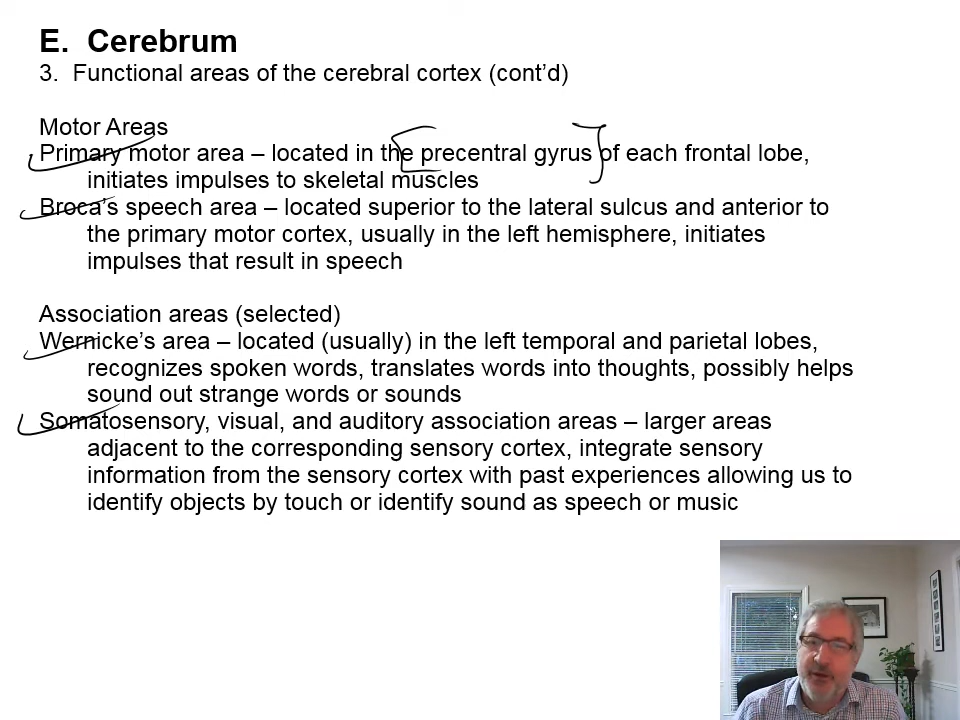 E. Cerebrum
3. Functional areas of the cerebral cortex (cont’d)
Motor Areas
Primary motor area – located in the precentral gyrus of each frontal lobe,
initiates impulses to skeletal muscles
Broca’s speech area – located superior to the lateral sulcus and anterior to
the primary motor cortex, usually in the left hemisphere, initiates
impulses that result in speech
Association areas (selected)
Wernicke’s area – located (usually) in the left temporal and parietal lobes,
recognizes spoken words, translates words into thoughts, possibly helps
sound out strange words or sounds
Somatosensory, visual, and auditory association areas – larger areas
adjacent to the corresponding sensory cortex, integrate sensory
information from the sensory cortex with past experiences allowing us to
identify objects by touch or identify sound as speech or music